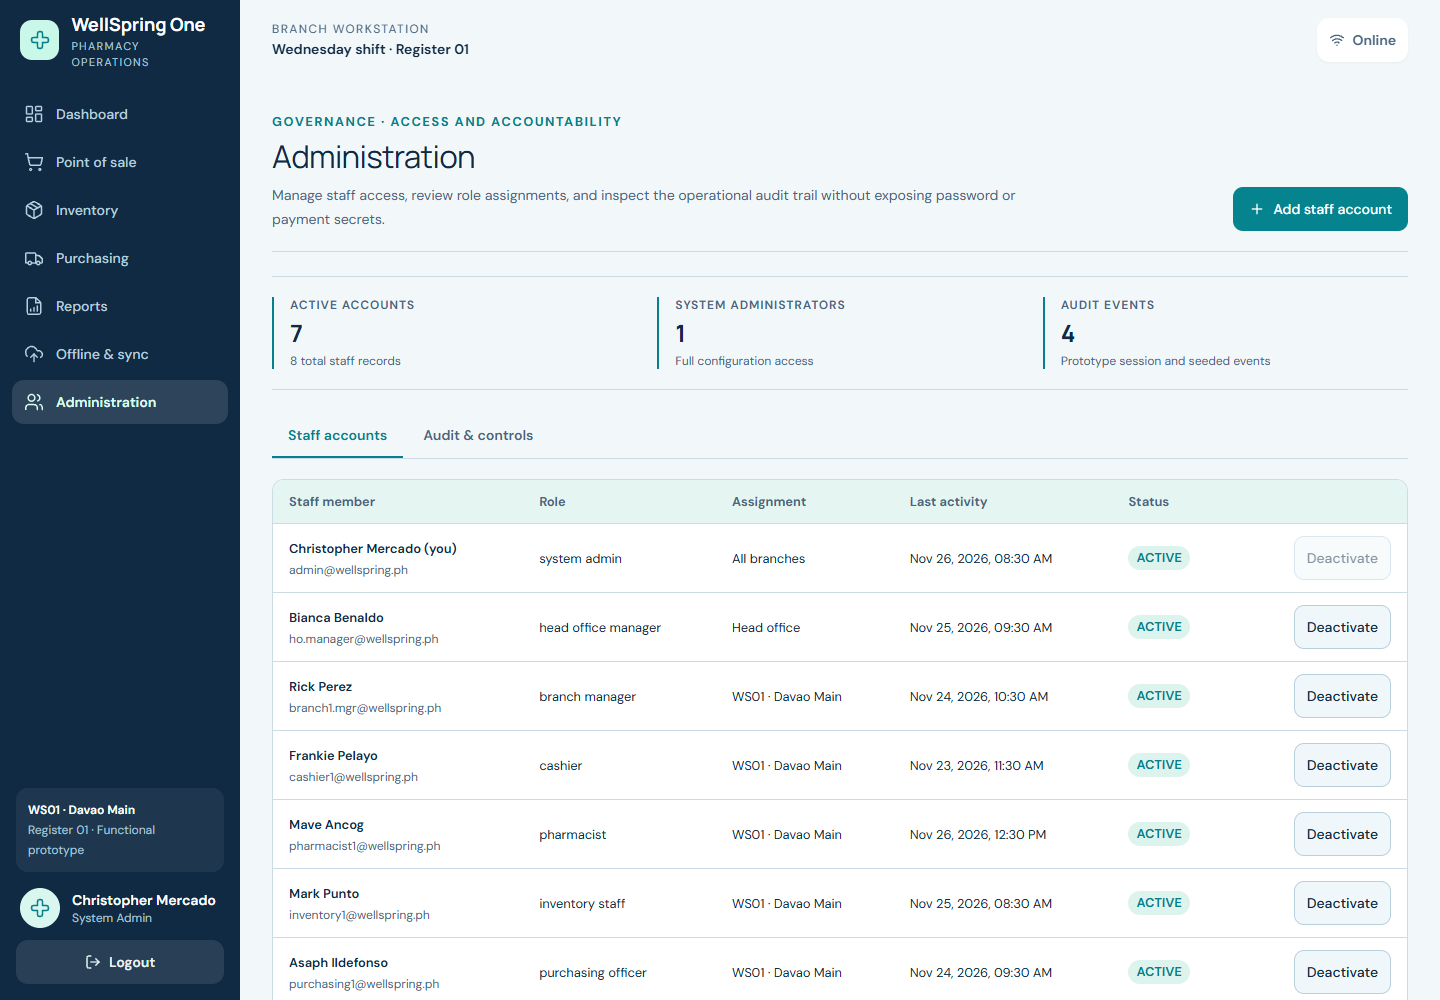 WellSpring One
PHARMACY
OPERATIONS
Dashboard
Point of sale
Inventory
Purchasing
Reports
Offline & sync
Administration
WS01 · Davao Main
Register 01 · Functional
prototype
Christopher Mercado
System Admin
Logout
BRANCH WORKSTATION
Wednesday shift · Register 01
Online
GOVERNANCE · ACCESS AND ACCOUNTABILITY
Administration
Manage staff access, review role assignments, and inspect the operational audit trail without exposing password or
payment secrets.
Add staff account
ACTIVE ACCOUNTS
7
8 total staff records
SYSTEM ADMINISTRATORS
1
Full configuration access
AUDIT EVENTS
4
Prototype session and seeded events
Staff accounts Audit & controls
Staff member Role Assignment Last activity Status
Christopher Mercado (you)
admin@wellspring.ph
system admin All branches Nov 26, 2026, 08:30 AM ACTIVE Deactivate
Bianca Benaldo
ho.manager@wellspring.ph
head office manager Head office Nov 25, 2026, 09:30 AM ACTIVE Deactivate
Rick Perez
branch1.mgr@wellspring.ph
branch manager WS01 · Davao Main Nov 24, 2026, 10:30 AM ACTIVE Deactivate
Frankie Pelayo
cashier1@wellspring.ph
cashier WS01 · Davao Main Nov 23, 2026, 11:30 AM ACTIVE Deactivate
Mave Ancog
pharmacist1@wellspring.ph
pharmacist WS01 · Davao Main Nov 26, 2026, 12:30 PM ACTIVE Deactivate
Mark Punto
inventory1@wellspring.ph
inventory staff WS01 · Davao Main Nov 25, 2026, 08:30 AM ACTIVE Deactivate
Asaph Ildefonso
purchasing1@wellspring.ph
purchasing officer WS01 · Davao Main Nov 24, 2026, 09:30 AM ACTIVE Deactivate